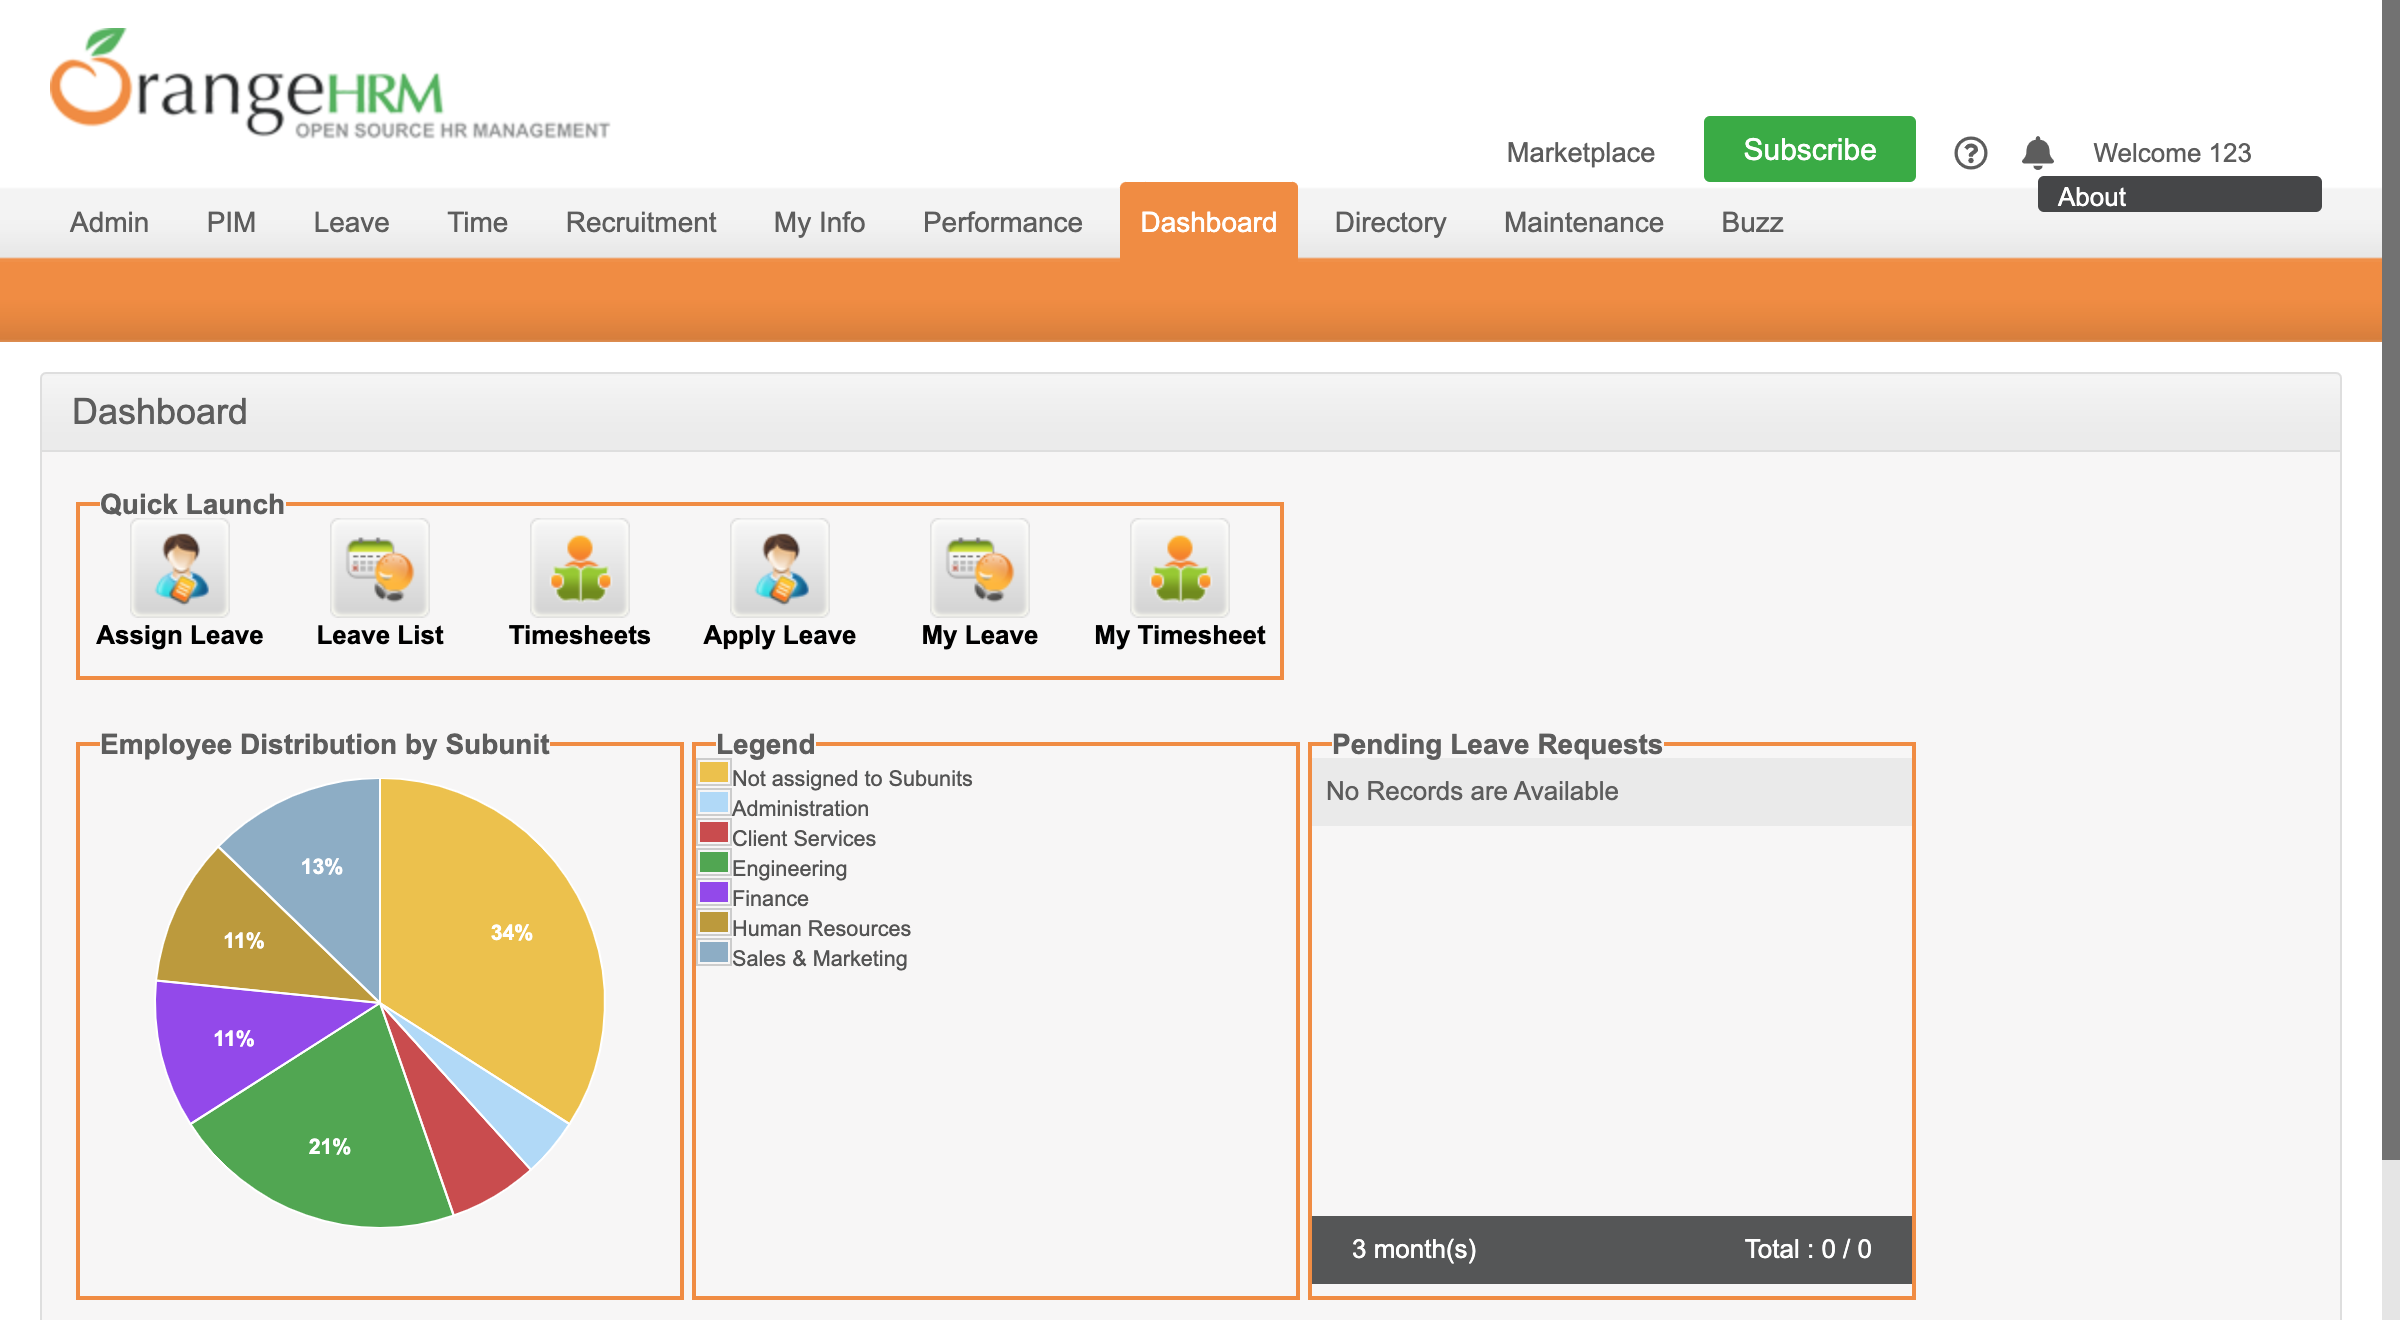 OrangeHRM
OPEN SOURCE HR MANAGEMENT
Marketplace
Subscribe
Welcome 123
About
Admin
PIM
Leave
Time
Recruitment
My Info
Performance
Dashboard
Directory
Maintenance
Buzz
Dashboard
Quick Launch
Assign Leave
Leave List
Timesheets
Apply Leave
My Leave
My Timesheet
Employee Distribution by Subunit
13%
34%
11%
11%
21%
Legend
Not assigned to Subunits
Administration
Client Services
Engineering
Finance
Human Resources
Sales & Marketing
Pending Leave Requests
No Records are Available
3 month(s)
Total : 0 / 0